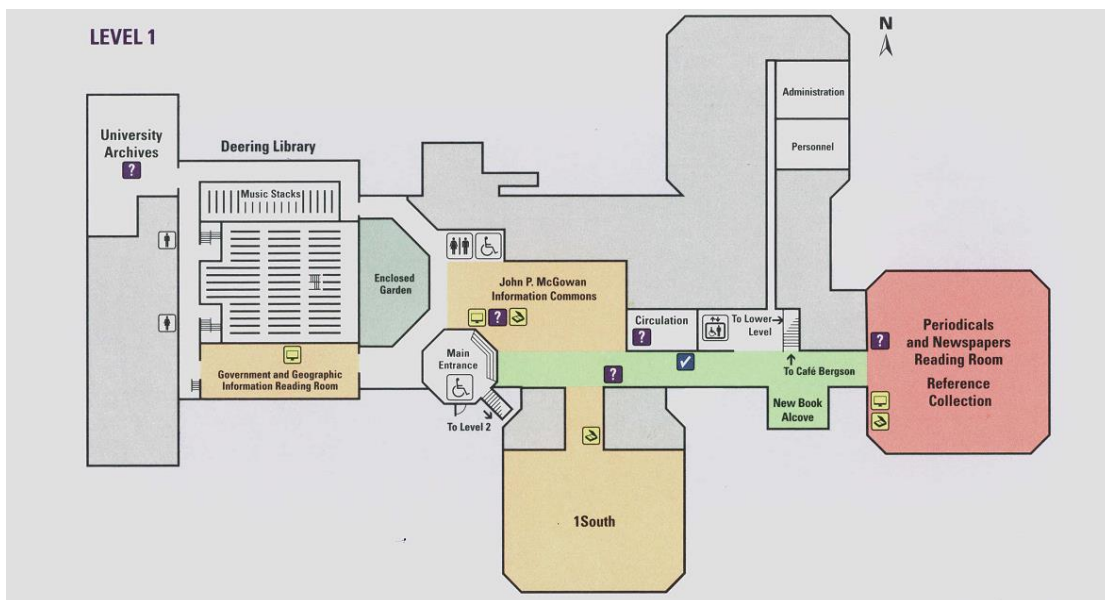 LEVEL 1
N
University
Archives
?
Deering Library
Music Stacks
Administration
Personnel
Enclosed
Garden
John P. McGowan
Information Commons
?
Circulation
?
To Lower
Level
Periodicals
and Newspapers
Reading Room
?
Reference
Collection
Main
Entrance
Government and Geographic
Information Reading Room
?
To Café Bergson
New Book
Alcove
To Level 2
1South